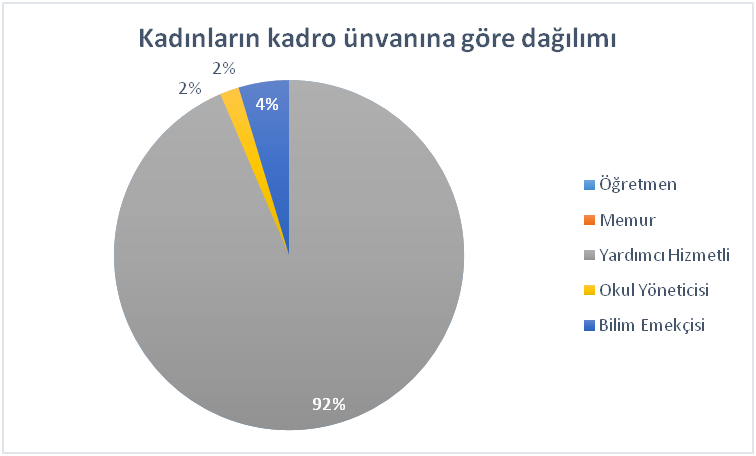 Kadınların kadro ünvanına göre dağılımı
2%
2%
4%
92%
Öğretmen
Memur
Yardımcı Hizmetli
Okul Yöneticisi
Bilim Emekçisi